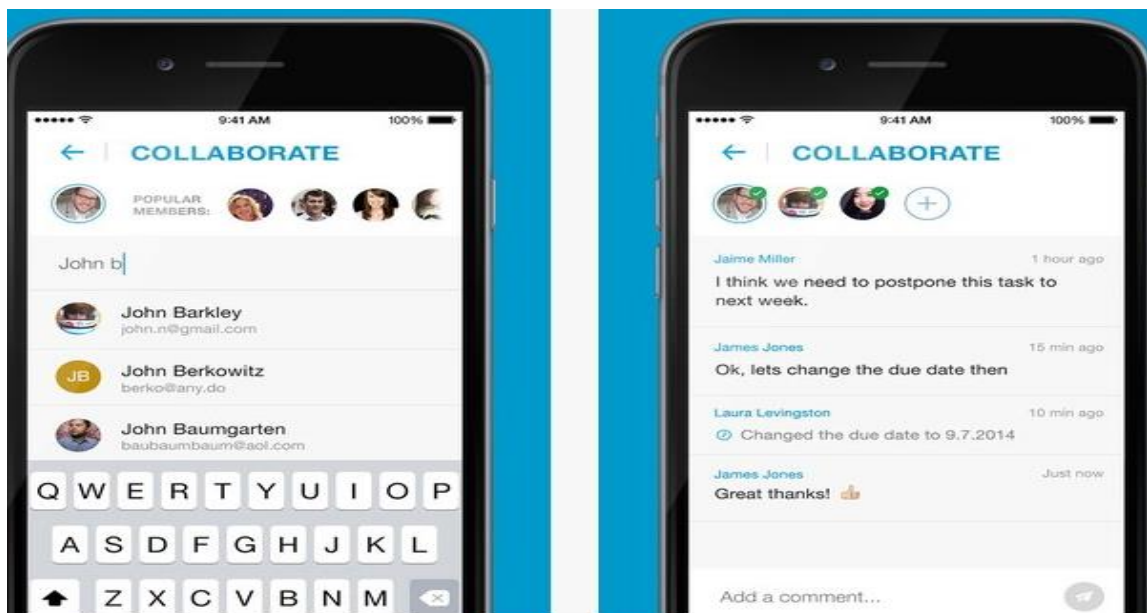 9:41 AM 100%
COLLABORATE
POPULAR
MEMBERS:
John b
John Barkley
john.n@gmail.com
JB
John Berkowitz
berko@any.do
John Baumgarten
baubaumbaum@aol.com
Q W E R T Y U I O P
A S D F G H J K L
Z X C V B N M
9:41 AM 100%
COLLABORATE
Jaime Miller 1 hour ago
I think we need to postpone this task to
next week.
James Jones 15 min ago
Ok, lets change the due date then
Laura Levingston 10 min ago
Changed the due date to 9.7.2014
James Jones Just now
Great thanks! 👍🏼
Add a comment...